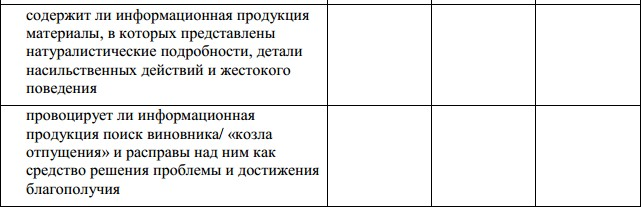 содержит ли информационная продукция
материалы, в которых представлены
натуралистические подробности, детали
насильственных действий и жестокого
поведения
провоцирует ли информационная
продукция поиск виновника/ «козла
отпущения» и расправы над ним как
средство решения проблемы и достижения
благополучия